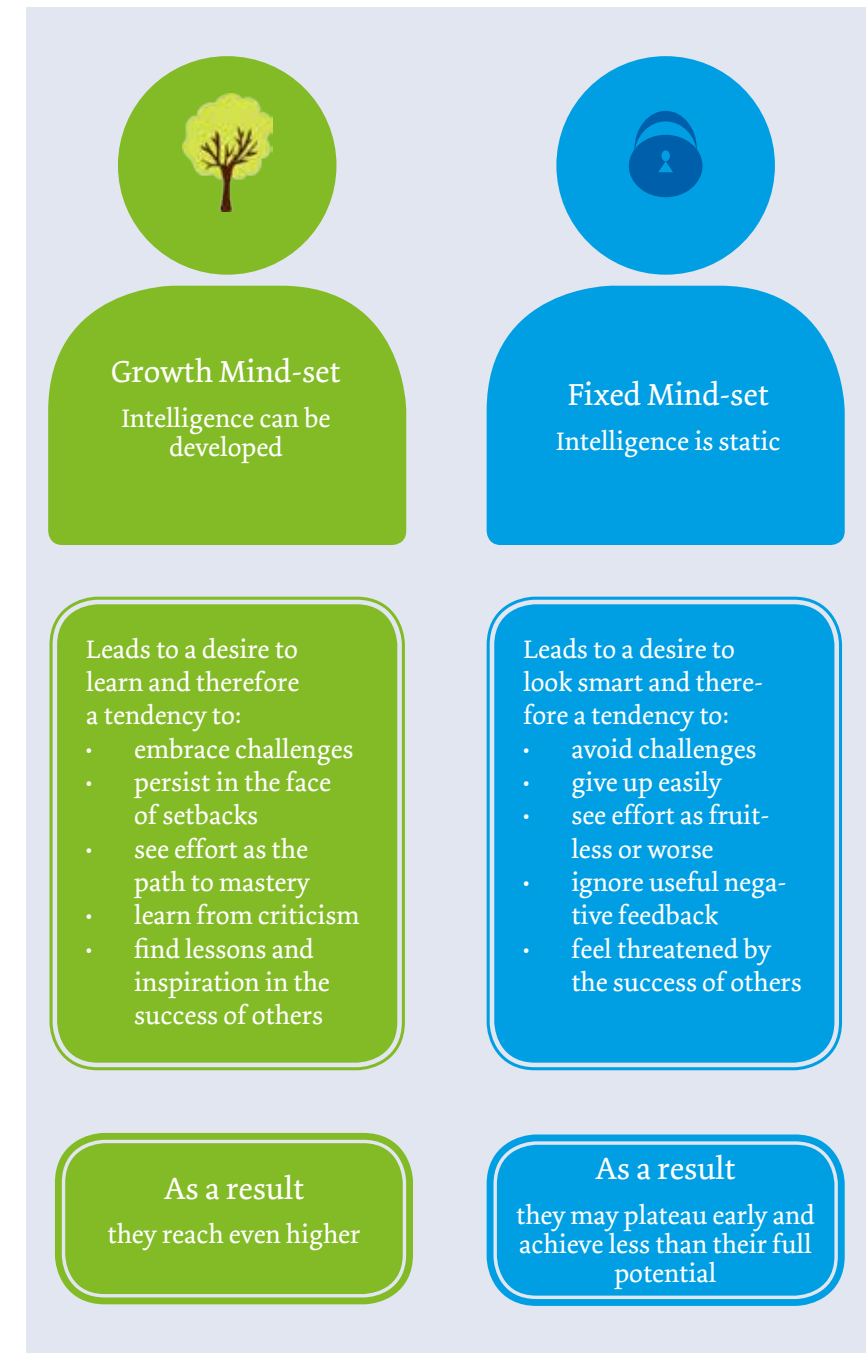 Growth Mind-set
Intelligence can be
developed
Leads to a desire to
learn and therefore
a tendency to:
• embrace challenges
• persist in the face
of setbacks
• see effort as the
path to mastery
• learn from criticism
• find lessons and
inspiration in the
success of others
As a result
they reach even higher
Fixed Mind-set
Intelligence is static
Leads to a desire to
look smart and there-
fore a tendency to:
• avoid challenges
• give up easily
• see effort as fruit-
less or worse
• ignore useful nega-
tive feedback
• feel threatened by
the success of others
As a result
they may plateau early and
achieve less than their full
potential